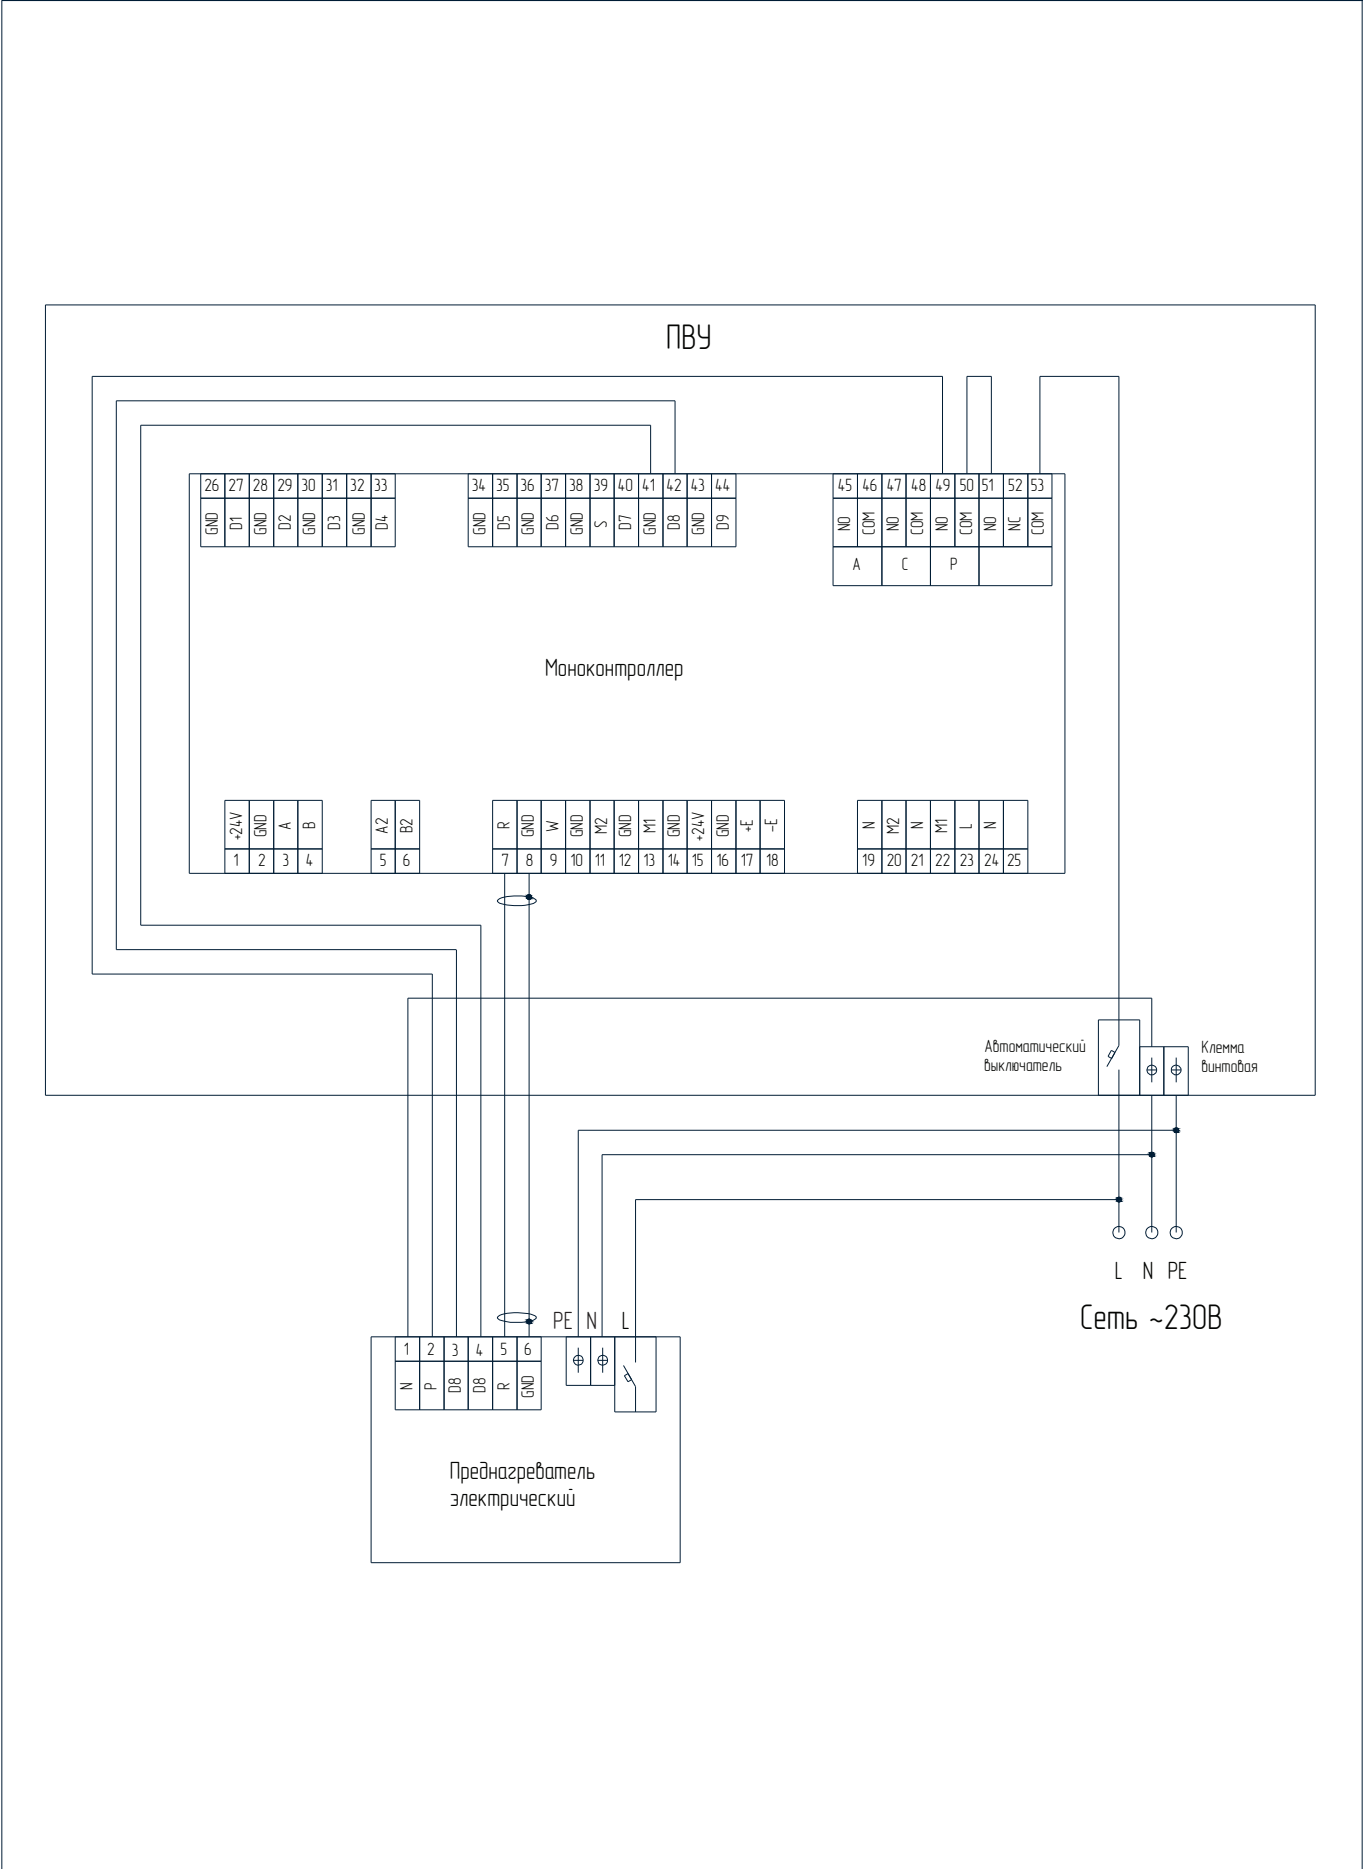 ПВУ
26 27 28 29 30 31 32 33
GND D1 GND D2 GND D3 GND D4
34 35 36 37 38 39 40 41 42 43 44
GND D5 GND D6 GND S D7 GND D8 GND D9
45 46 47 48 49 50 51 52 53
NO COM NO COM NO COM NO NC COM
A C P
Моноконтроллер
+24V GND A B
1 2 3 4
A2 B2
5 6
R GND W GND M2 GND M1 GND +24V GND +E -E
7 8 9 10 11 12 13 14 15 16 17 18
N M2 N M1 L N
19 20 21 22 23 24 25
Автоматический
выключатель
Клемма
винтовая
L N PE
Сеть ~230В
PE N L
1 2 3 4 5 6
N P D8 D8 R GND
Преднагреватель
электрический